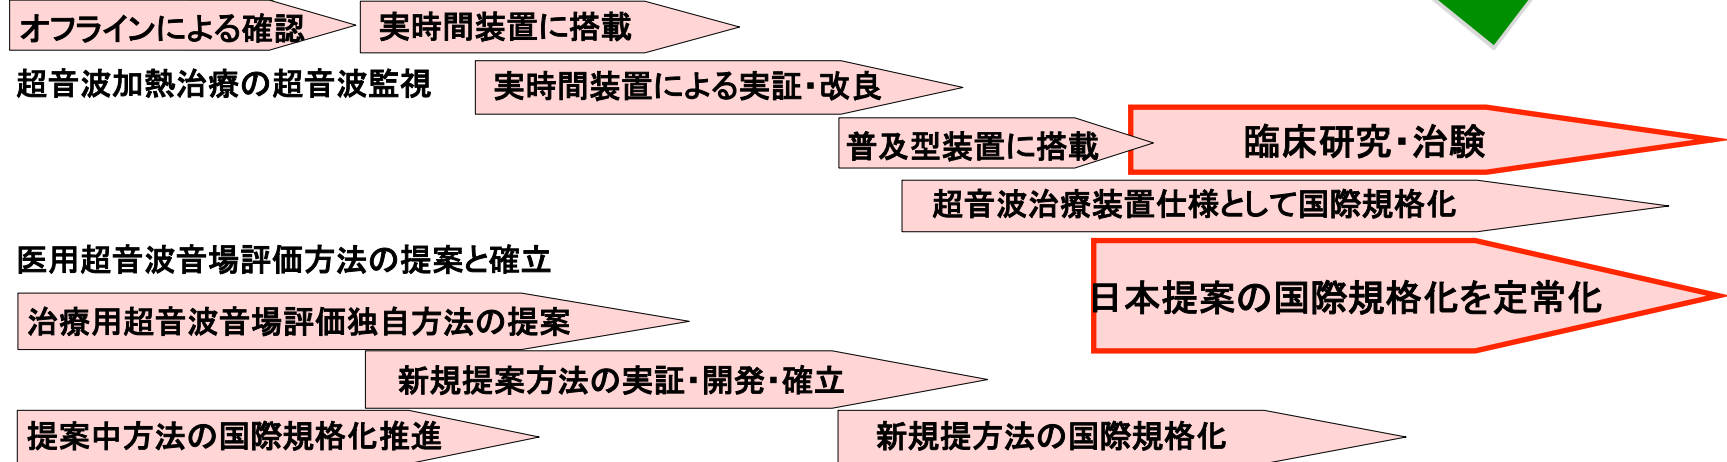 オフラインによる確認
実時間装置に搭載
超音波加熱治療の超音波監視
実時間装置による実証・改良
普及型装置に搭載
臨床研究・治験
超音波治療装置仕様として国際規格化
医用超音波音場評価方法の提案と確立
日本提案の国際規格化を定常化
治療用超音波音場評価独自方法の提案
新規提案方法の実証・開発・確立
提案中方法の国際規格化推進
新規提方法の国際規格化